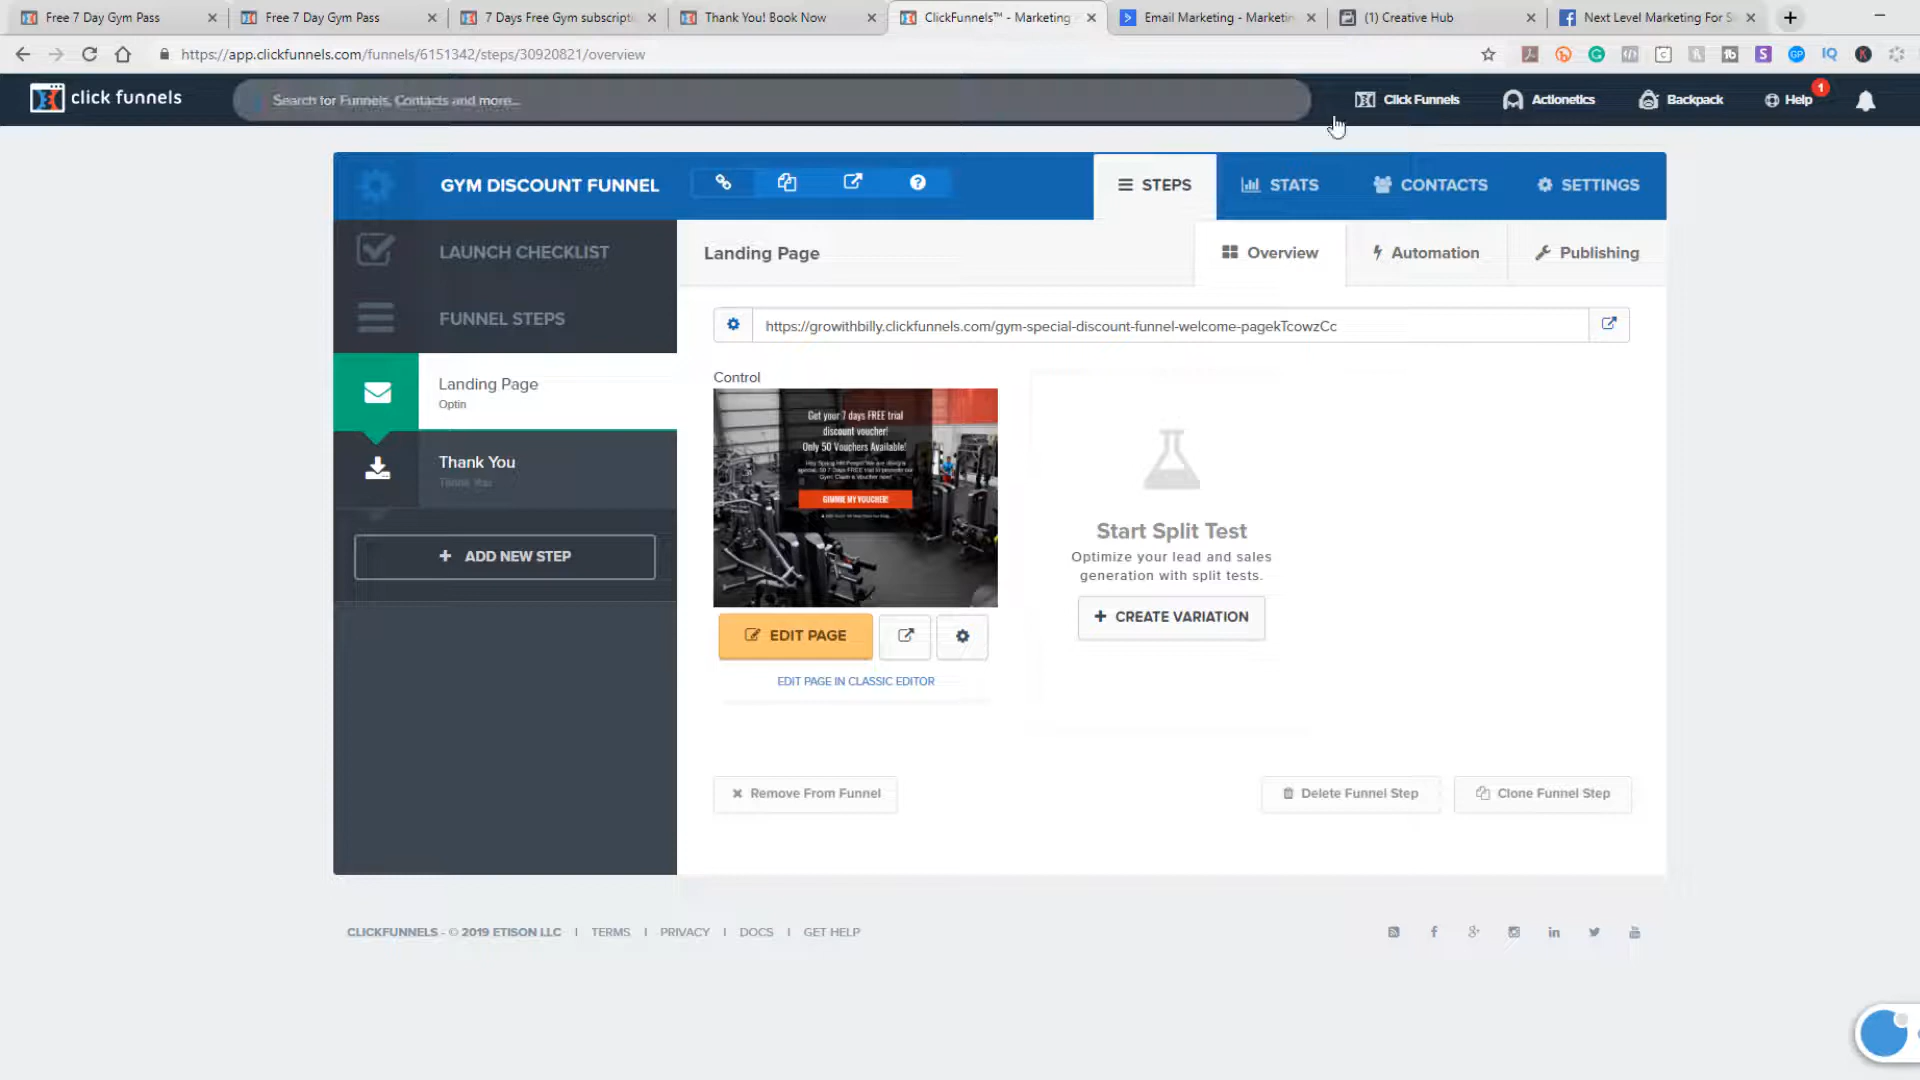 Free 7 Day Gym Pass
Free 7 Day Gym Pass
7 Days Free Gym subscripti
Thank You! Book Now
ClickFunnels™ - Marketing
Email Marketing - Marketin
(1) Creative Hub
Next Level Marketing For S
https://app.clickfunnels.com/funnels/6151342/steps/30920821/overview
click funnels
Search for Funnels, Contacts and more...
Click Funnels
Actionetics
Backpack
Help
1
GYM DISCOUNT FUNNEL
STEPS
STATS
CONTACTS
SETTINGS
LAUNCH CHECKLIST
Landing Page
Overview
Automation
Publishing
FUNNEL STEPS
https://growithbilly.clickfunnels.com/gym-special-discount-funnel-welcome-pagekTcowzCc
Landing Page
Optin
Control
Get your 7 days FREE trial
discount voucher!
Only 50 Vouchers Available!
GIMMIE MY VOUCHER!
Thank You
Thank You
Start Split Test
Optimize your lead and sales
generation with split tests.
ADD NEW STEP
CREATE VARIATION
EDIT PAGE
EDIT PAGE IN CLASSIC EDITOR
Remove From Funnel
Delete Funnel Step
Clone Funnel Step
CLICKFUNNELS - © 2019 ETISON LLC | TERMS | PRIVACY | DOCS | GET HELP